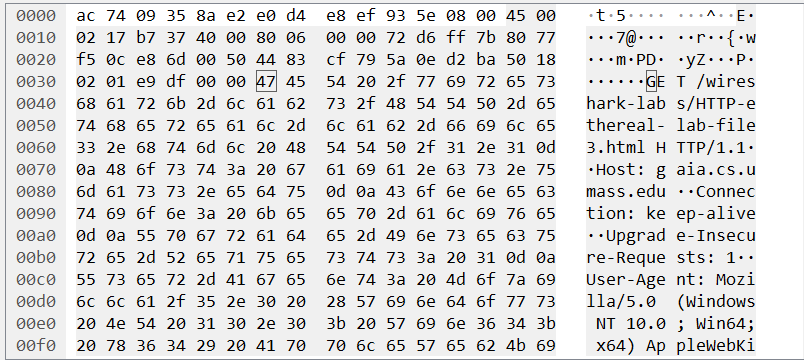 0000 ac 74 09 35 8a e2 e0 d4 e8 ef 93 5e 08 00 45 00 ·t·5···· ···^··E·
0010 02 17 b7 37 40 00 80 06 00 00 72 d6 ff 7b 80 77 ···7@··· ··r··{·w
0020 f5 0c e8 6d 00 50 44 83 cf 79 5a 0e d2 ba 50 18 ···m·PD· ·yZ···P·
0030 02 01 e9 df 00 00 47 45 54 20 2f 77 69 72 65 73 ······GE T /wires
0040 68 61 72 6b 2d 6c 61 62 73 2f 48 54 54 50 2d 65 hark-lab s/HTTP-e
0050 74 68 65 72 65 61 6c 2d 6c 61 62 2d 66 69 6c 65 thereal- lab-file
0060 33 2e 68 74 6d 6c 20 48 54 54 50 2f 31 2e 31 0d 3.html H TTP/1.1·
0070 0a 48 6f 73 74 3a 20 67 61 69 61 2e 63 73 2e 75 ·Host: g aia.cs.u
0080 6d 61 73 73 2e 65 64 75 0d 0a 43 6f 6e 6e 65 63 mass.edu ··Connec
0090 74 69 6f 6e 3a 20 6b 65 65 70 2d 61 6c 69 76 65 tion: ke ep-alive
00a0 0d 0a 55 70 67 72 61 64 65 2d 49 6e 73 65 63 75 ··Upgrad e-Insecu
00b0 72 65 2d 52 65 71 75 65 73 74 73 3a 20 31 0d 0a re-Reque sts: 1··
00c0 55 73 65 72 2d 41 67 65 6e 74 3a 20 4d 6f 7a 69 User-Age nt: Mozi
00d0 6c 6c 61 2f 35 2e 30 20 28 57 69 6e 64 6f 77 73 lla/5.0 (Windows
00e0 20 4e 54 20 31 30 2e 30 3b 20 57 69 6e 36 34 3b NT 10.0 ; Win64;
00f0 20 78 36 34 29 20 41 70 70 6c 65 57 65 62 4b 69 x64) Ap pleWebKi